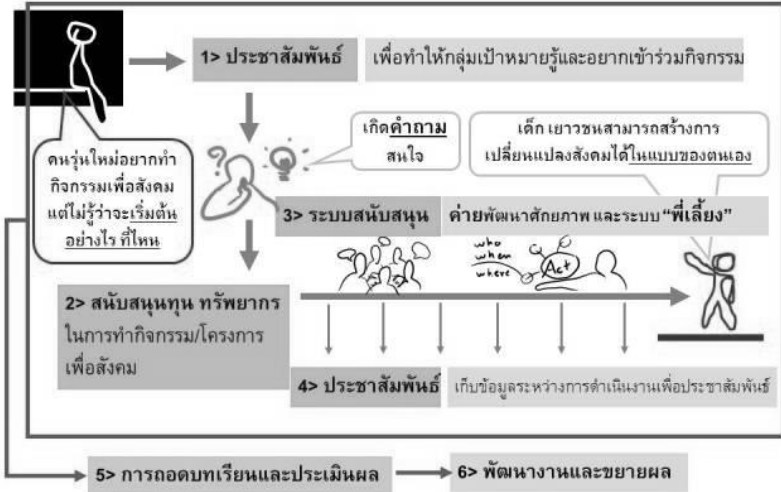 1> ประชาสัมพันธ์ เพื่อทำให้กลุ่มเป้าหมายรู้และอยากเข้าร่วมกิจกรรม
คนรุ่นใหม่อยากทำ
กิจกรรมเพื่อสังคม
แต่ไม่รู้ว่าจะเริ่มต้น
อย่างไร ที่ไหน
?
เกิดคำถาม
สนใจ
เด็ก เยาวชนสามารถสร้างการ
เปลี่ยนแปลงสังคมได้ในแบบของตนเอง
3> ระบบสนับสนุน ค่ายพัฒนาศักยภาพ และระบบ “พี่เลี้ยง”
who
when
where
Act
2> สนับสนุนทุน ทรัพยากร
ในการทำกิจกรรม/โครงการ
เพื่อสังคม
4> ประชาสัมพันธ์ เก็บข้อมูลระหว่างการดำเนินงานเพื่อประชาสัมพันธ์
5> การถอดบทเรียนและประเมินผล
6> พัฒนางานและขยายผล